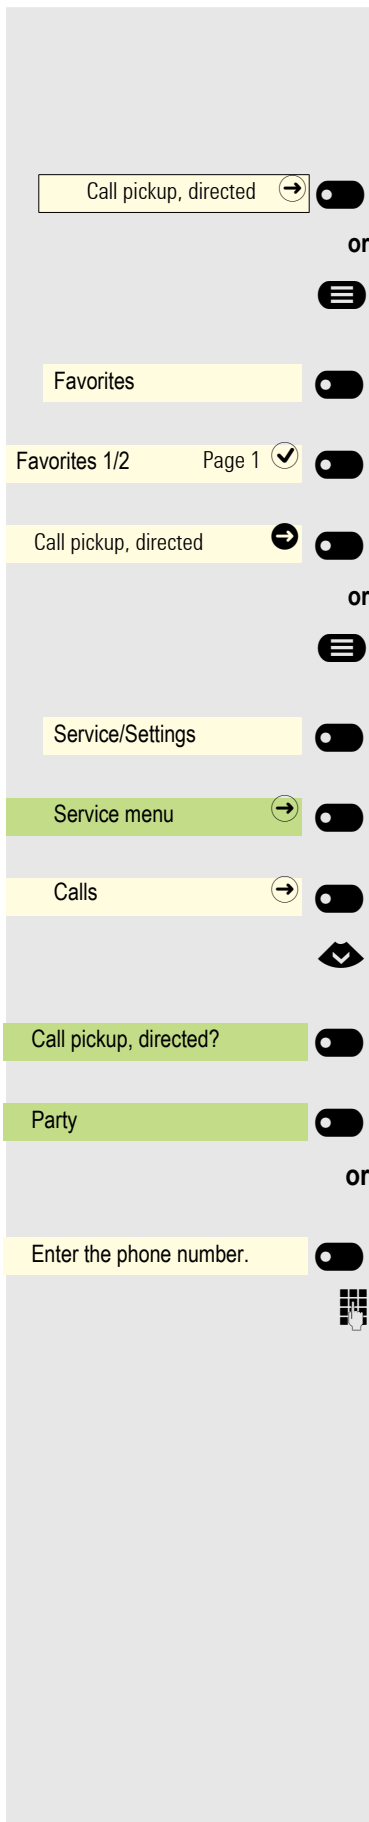 Call pickup, directed
or
Favorites
Favorites 1/2 Page 1
Call pickup, directed
or
Service/Settings
Service menu
Calls
Call pickup, directed?
Party
or
Enter the phone number.